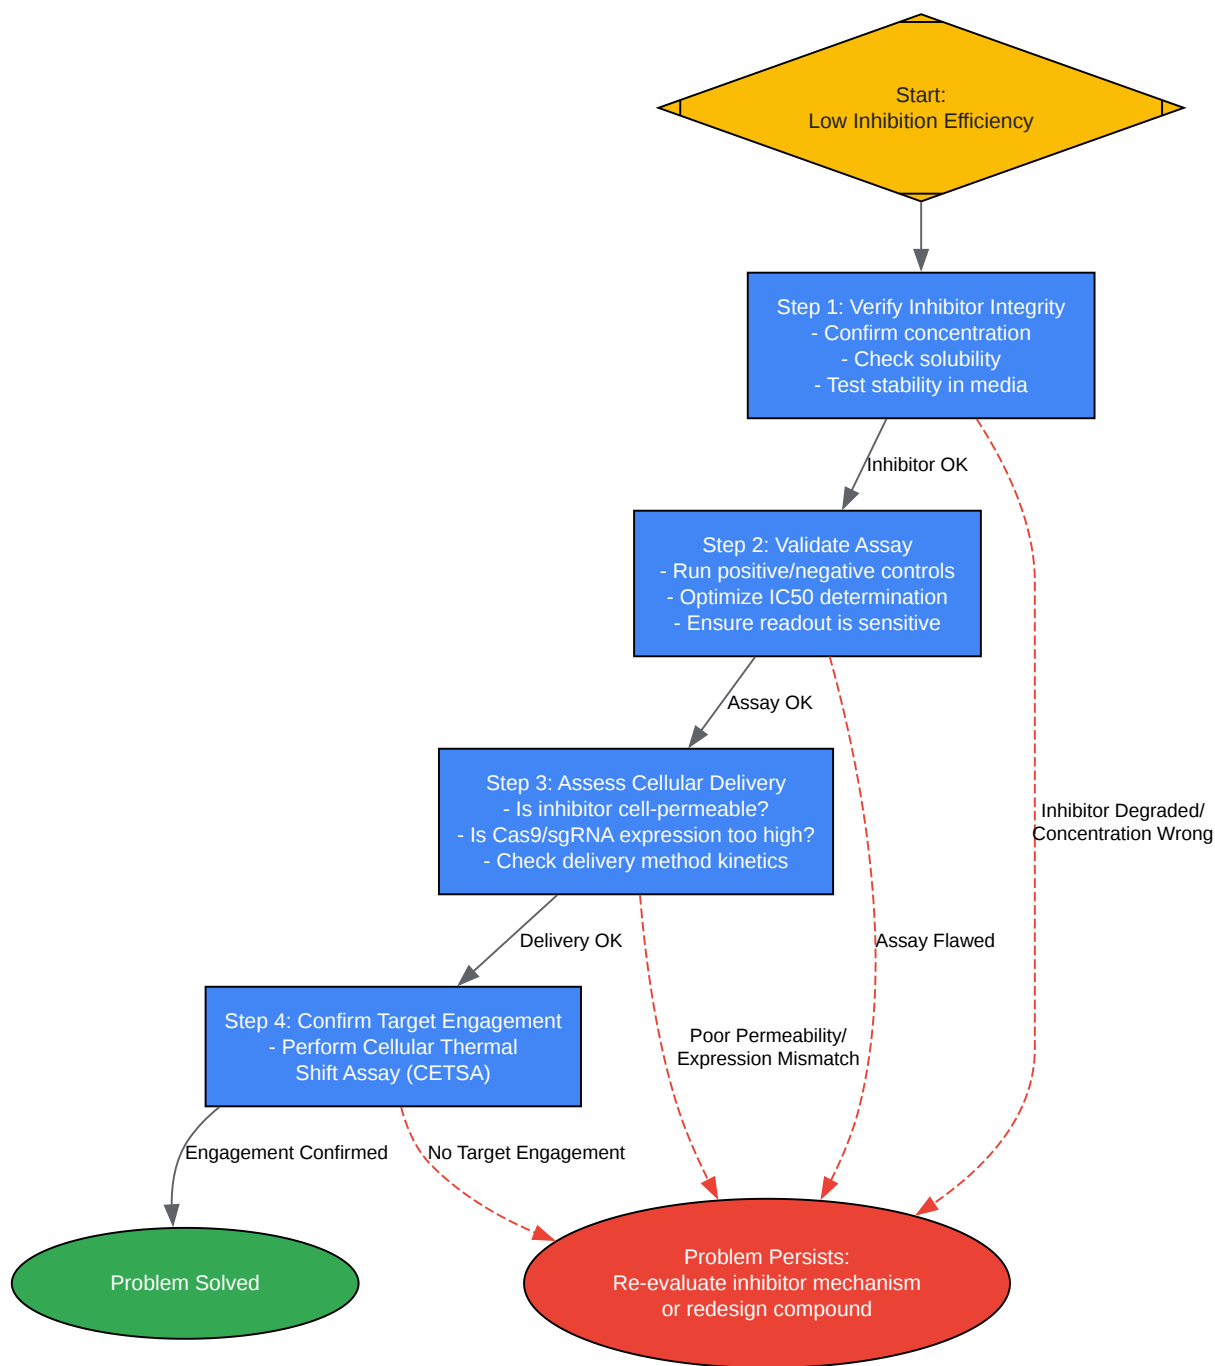 Start:
Low Inhibition Efficiency
Step 1: Verify Inhibitor Integrity
- Confirm concentration
- Check solubility
- Test stability in media
Inhibitor OK
Step 2: Validate Assay
- Run positive/negative controls
- Optimize IC50 determination
- Ensure readout is sensitive
Assay OK
Step 3: Assess Cellular Delivery
- Is inhibitor cell-permeable?
- Is Cas9/sgRNA expression too high?
- Check delivery method kinetics
Inhibitor Degraded/
Concentration Wrong
Delivery OK
Assay Flawed
Step 4: Confirm Target Engagement
- Perform Cellular Thermal
Shift Assay (CETSA)
Poor Permeability/
Expression Mismatch
Engagement Confirmed
No Target Engagement
Problem Solved
Problem Persists:
Re-evaluate inhibitor mechanism
or redesign compound